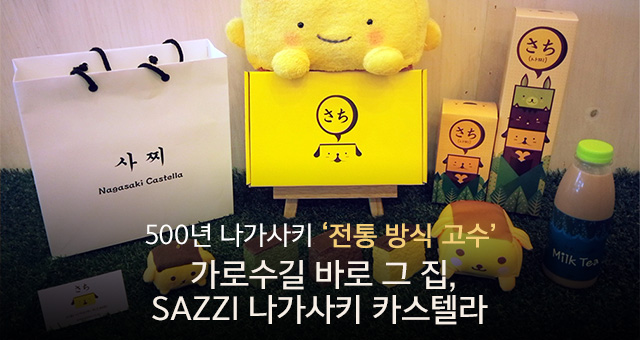 さち
(사찌)
さち
さち
사 찌
Nagasaki Castella
Milk Tea
500년 나가사키 ‘전통 방식 고수’
가로수길 바로 그 집,
SAZZI 나가사키 카스텔라